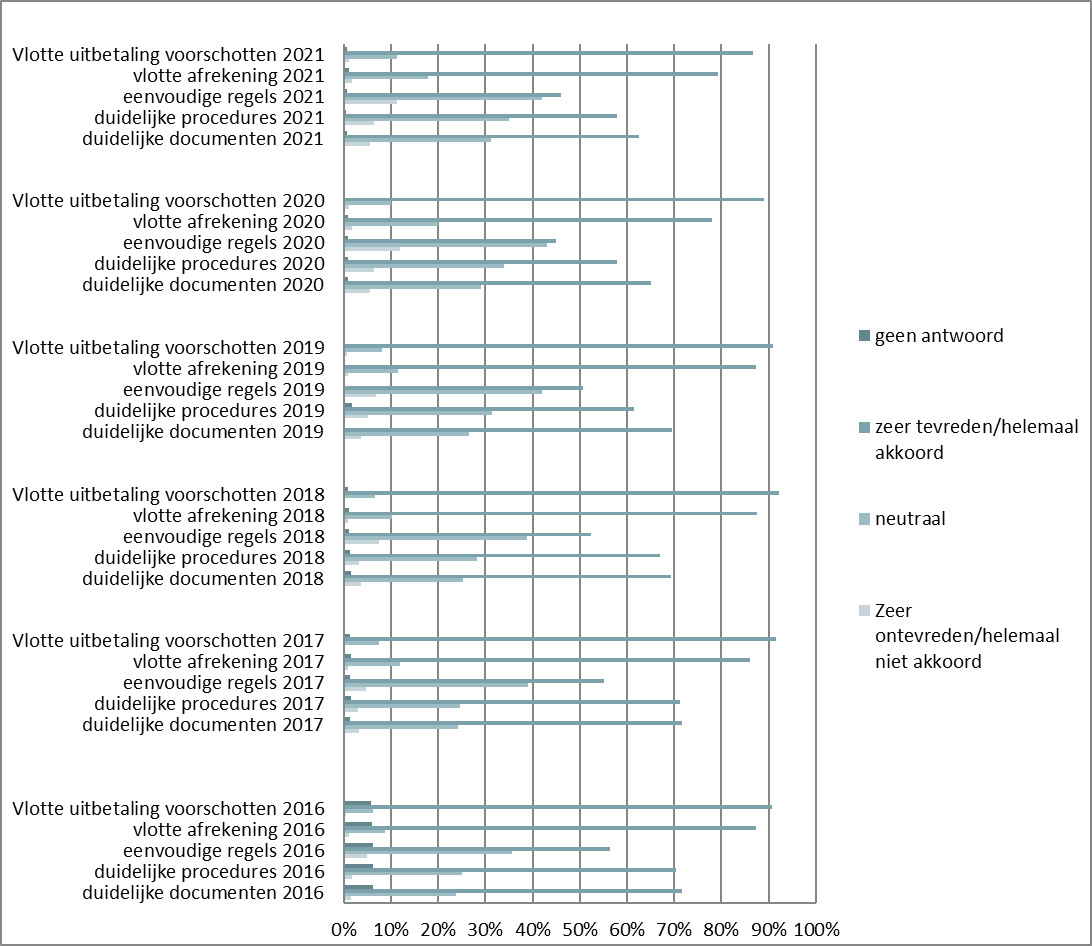 Vlotte uitbetaling voorschotten 2021
vlotte afrekening 2021
eenvoudige regels 2021
duidelijke procedures 2021
duidelijke documenten 2021
Vlotte uitbetaling voorschotten 2020
vlotte afrekening 2020
eenvoudige regels 2020
duidelijke procedures 2020
duidelijke documenten 2020
Vlotte uitbetaling voorschotten 2019
vlotte afrekening 2019
eenvoudige regels 2019
duidelijke procedures 2019
duidelijke documenten 2019
Vlotte uitbetaling voorschotten 2018
vlotte afrekening 2018
eenvoudige regels 2018
duidelijke procedures 2018
duidelijke documenten 2018
Vlotte uitbetaling voorschotten 2017
vlotte afrekening 2017
eenvoudige regels 2017
duidelijke procedures 2017
duidelijke documenten 2017
Vlotte uitbetaling voorschotten 2016
vlotte afrekening 2016
eenvoudige regels 2016
duidelijke procedures 2016
duidelijke documenten 2016
0% 10% 20% 30% 40% 50% 60% 70% 80% 90% 100%
geen antwoord
zeer tevreden/helemaal
akkoord
neutraal
Zeer
ontevreden/helemaal
niet akkoord